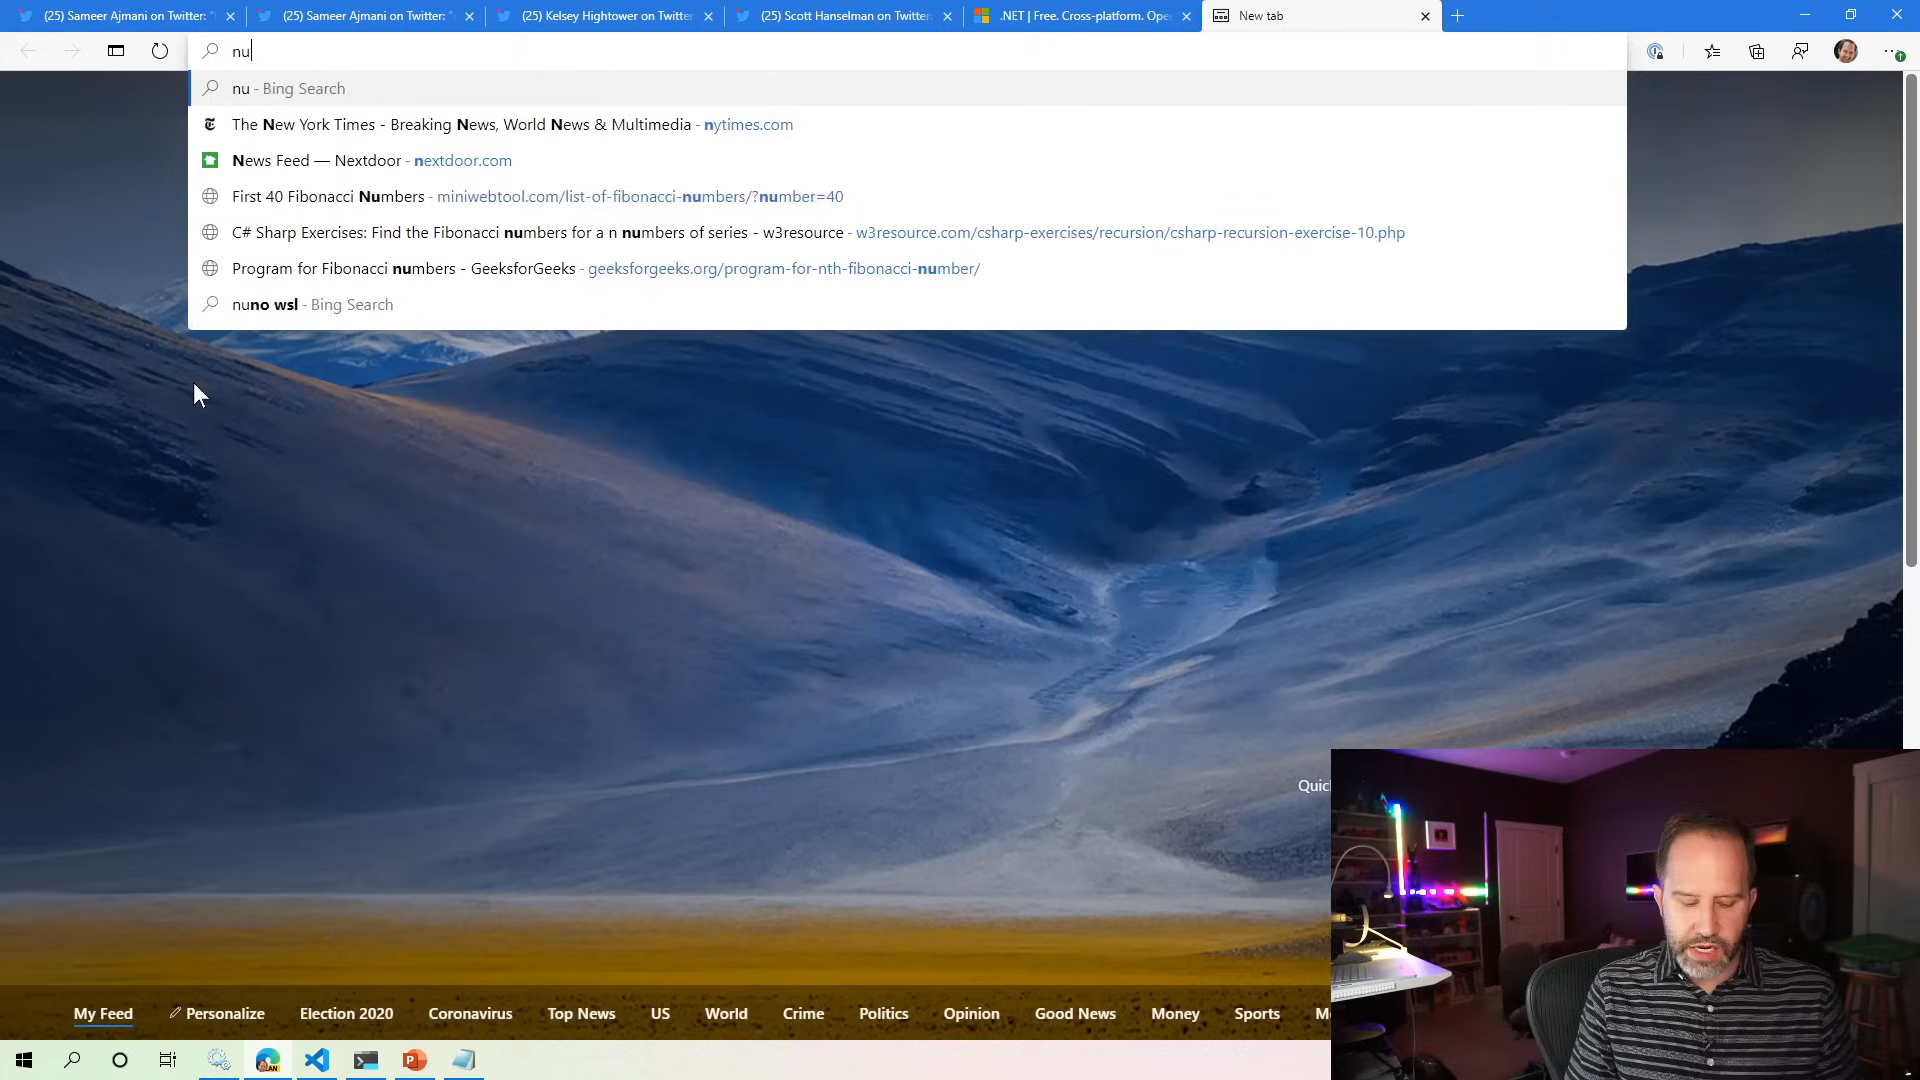 (25) Sameer Ajmani on Twitter: "
(25) Sameer Ajmani on Twitter: "
(25) Kelsey Hightower on Twitter
(25) Scott Hanselman on Twitter:
.NET | Free. Cross-platform. Ope
New tab
nu
nu - Bing Search
The New York Times - Breaking News, World News & Multimedia - nytimes.com
News Feed — Nextdoor - nextdoor.com
First 40 Fibonacci Numbers - miniwebtool.com/list-of-fibonacci-numbers/?number=40
C# Sharp Exercises: Find the Fibonacci numbers for a n numbers of series - w3resource - w3resource.com/csharp-exercises/recursion/csharp-recursion-exercise-10.php
Program for Fibonacci numbers - GeeksforGeeks - geeksforgeeks.org/program-for-nth-fibonacci-number/
nuno wsl - Bing Search
Quic
My Feed Personalize Election 2020 Coronavirus Top News US World Crime Politics Opinion Good News Money Sports M